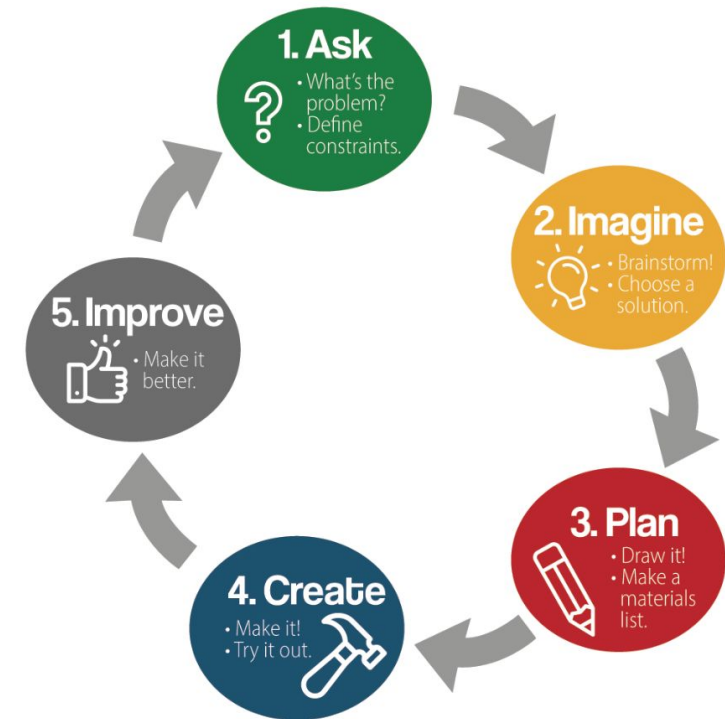 1. Ask
• What's the
problem?
• Define
constraints.
2. Imagine
• Brainstorm!
• Choose a
solution.
3. Plan
• Draw it!
• Make a
materials
list.
4. Create
• Make it!
• Try it out.
5. Improve
• Make it
better.